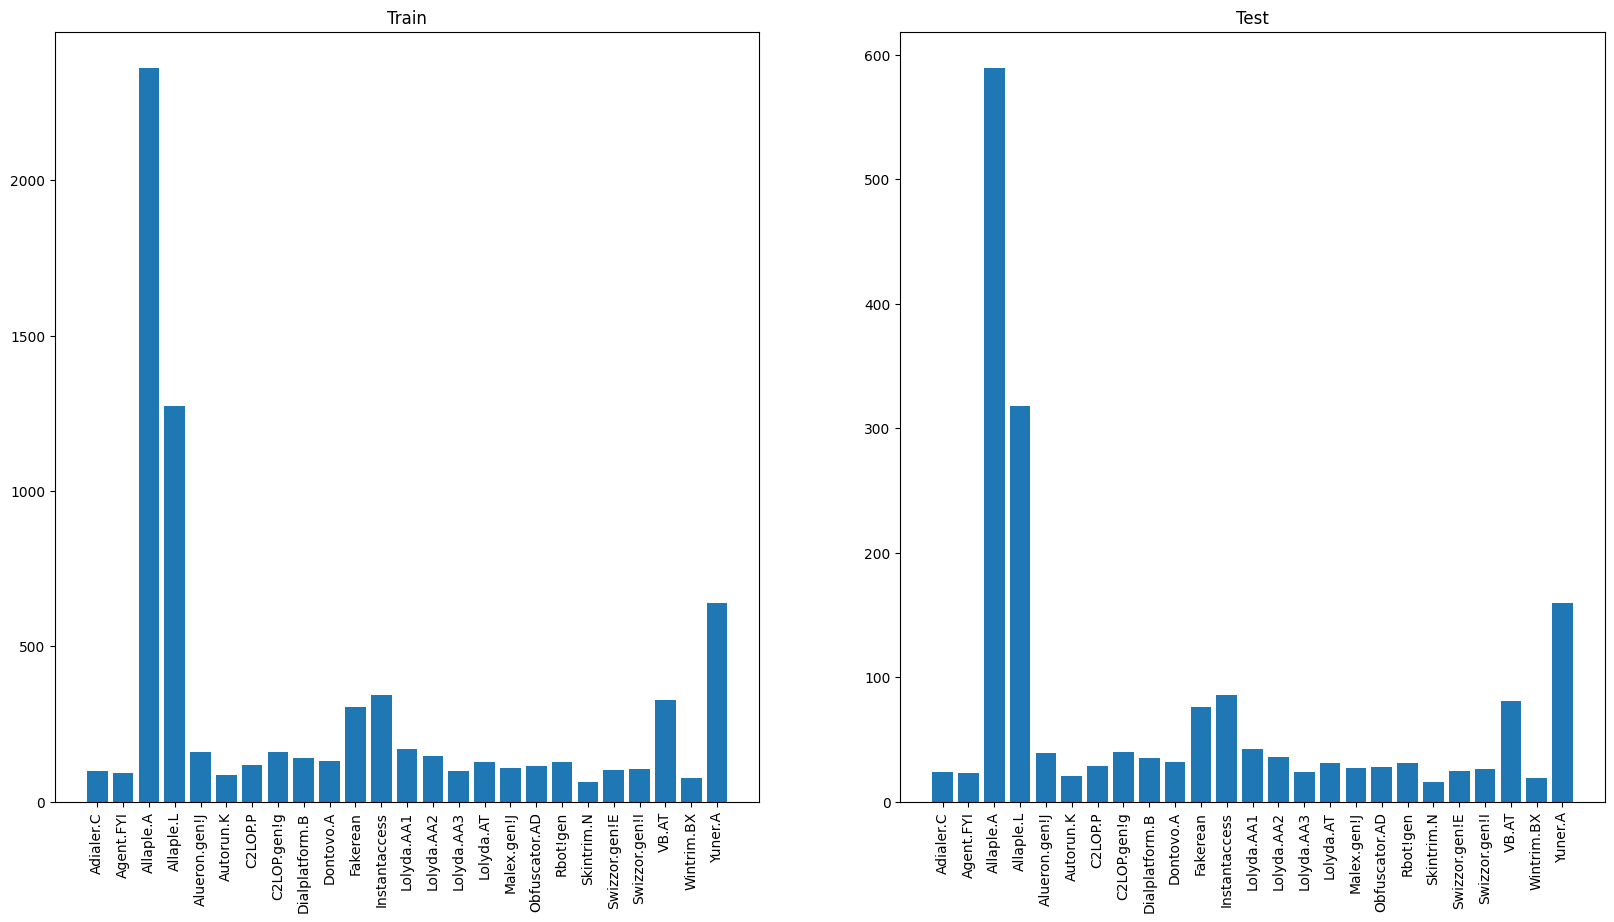 Train
2000
1500
1000
500
0
Adialer.C
Agent.FYI
Allaple.A
Allaple.L
Alueron.gen!J
Autorun.K
C2LOP.P
C2LOP.gen!g
Dialplatform.B
Dontovo.A
Fakerean
Instantaccess
Lolyda.AA1
Lolyda.AA2
Lolyda.AA3
Lolyda.AT
Malex.gen!J
Obfuscator.AD
Rbot!gen
Skintrim.N
Swizzor.gen!E
Swizzor.gen!I
VB.AT
Wintrim.BX
Yuner.A
Test
600
500
400
300
200
100
0
Adialer.C
Agent.FYI
Allaple.A
Allaple.L
Alueron.gen!J
Autorun.K
C2LOP.P
C2LOP.gen!g
Dialplatform.B
Dontovo.A
Fakerean
Instantaccess
Lolyda.AA1
Lolyda.AA2
Lolyda.AA3
Lolyda.AT
Malex.gen!J
Obfuscator.AD
Rbot!gen
Skintrim.N
Swizzor.gen!E
Swizzor.gen!I
VB.AT
Wintrim.BX
Yuner.A